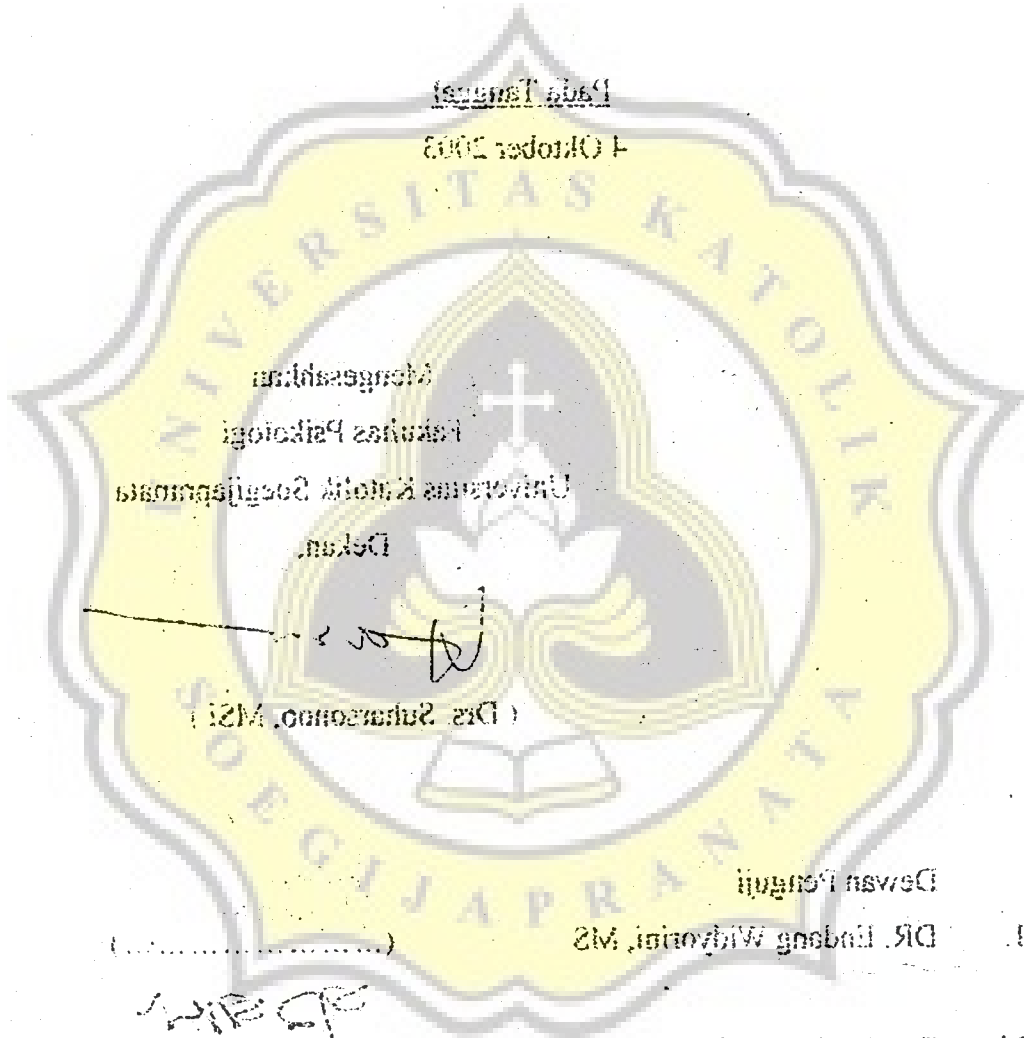 Pada Tanggal
4 Oktober 2003
UNIVERSITAS KATOLIK
Mengesahkan
Fakultas Psikologi
Universitas Katolik Soegijapranata
Dekan,
( Drs. Suharsonoo, MSi )
SOEGIJAPRANATA
Dewan Penguji
1. DR. Endang Widyorini, MS (........................)